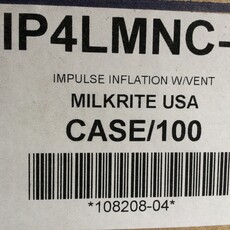 IP4LMNC-
IMPULSE INFLATION W/VENT
MILKRITE USA
CASE/100
*108208-04*